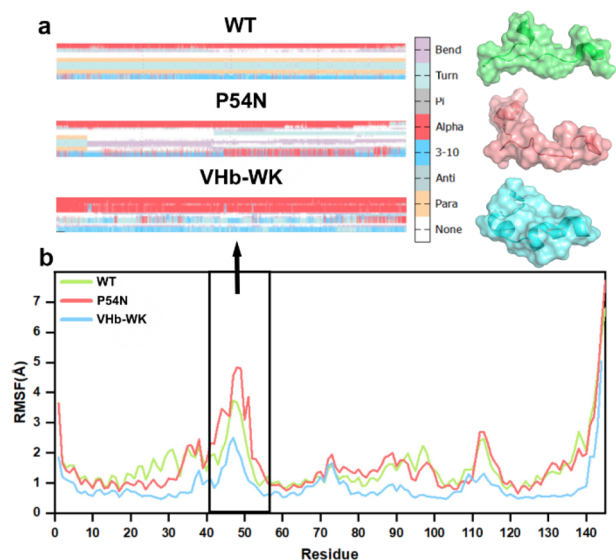 a
WT
P54N
VHb-WK
Bend
Turn
Pi
Alpha
3-10
Anti
Para
None
b
WT
P54N
VHb-WK
RMSF(Å)
7
6
5
4
3
2
1
0
0 10 20 30 40 50 60 70 80 90 100 110 120 130 140
Residue